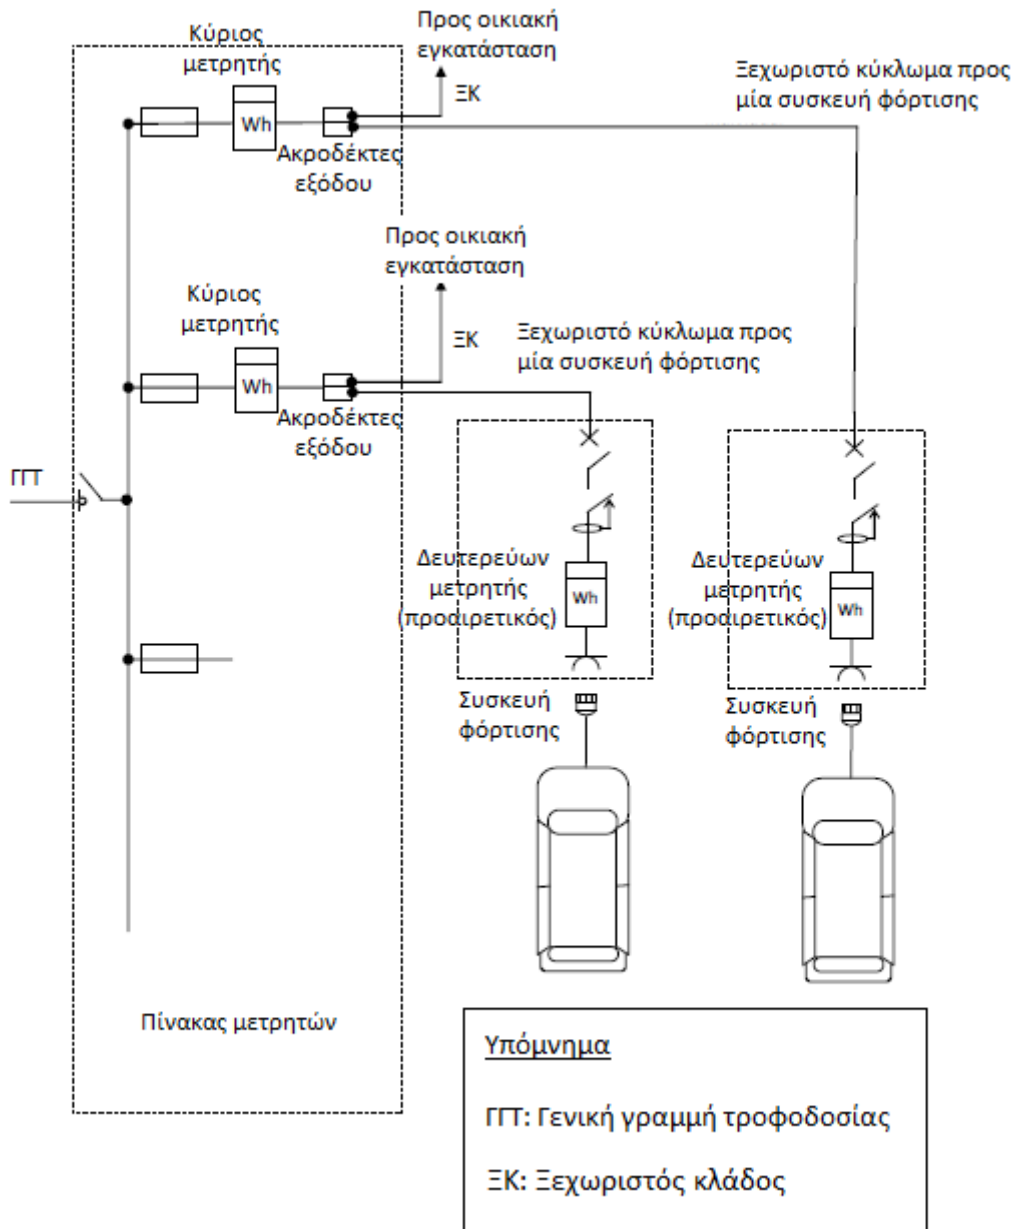 Κύριος
μετρητής
Προς οικιακή
εγκατάσταση
ΞΚ
Ξεχωριστό κύκλωμα προς
μία συσκευή φόρτισης
Wh
Ακροδέκτες
εξόδου
Προς οικιακή
εγκατάσταση
Κύριος
μετρητής
ΞΚ
Ξεχωριστό κύκλωμα προς
μία συσκευή φόρτισης
Wh
Ακροδέκτες
εξόδου
ΓΓΤ
Δευτερεύων
μετρητής
(προαιρετικός)
Wh
Δευτερεύων
μετρητής
(προαιρετικός)
Wh
Συσκευή
φόρτισης
Συσκευή
φόρτισης
Πίνακας μετρητών
Υπόμνημα
ΓΓΤ: Γενική γραμμή τροφοδοσίας
ΞΚ: Ξεχωριστός κλάδος